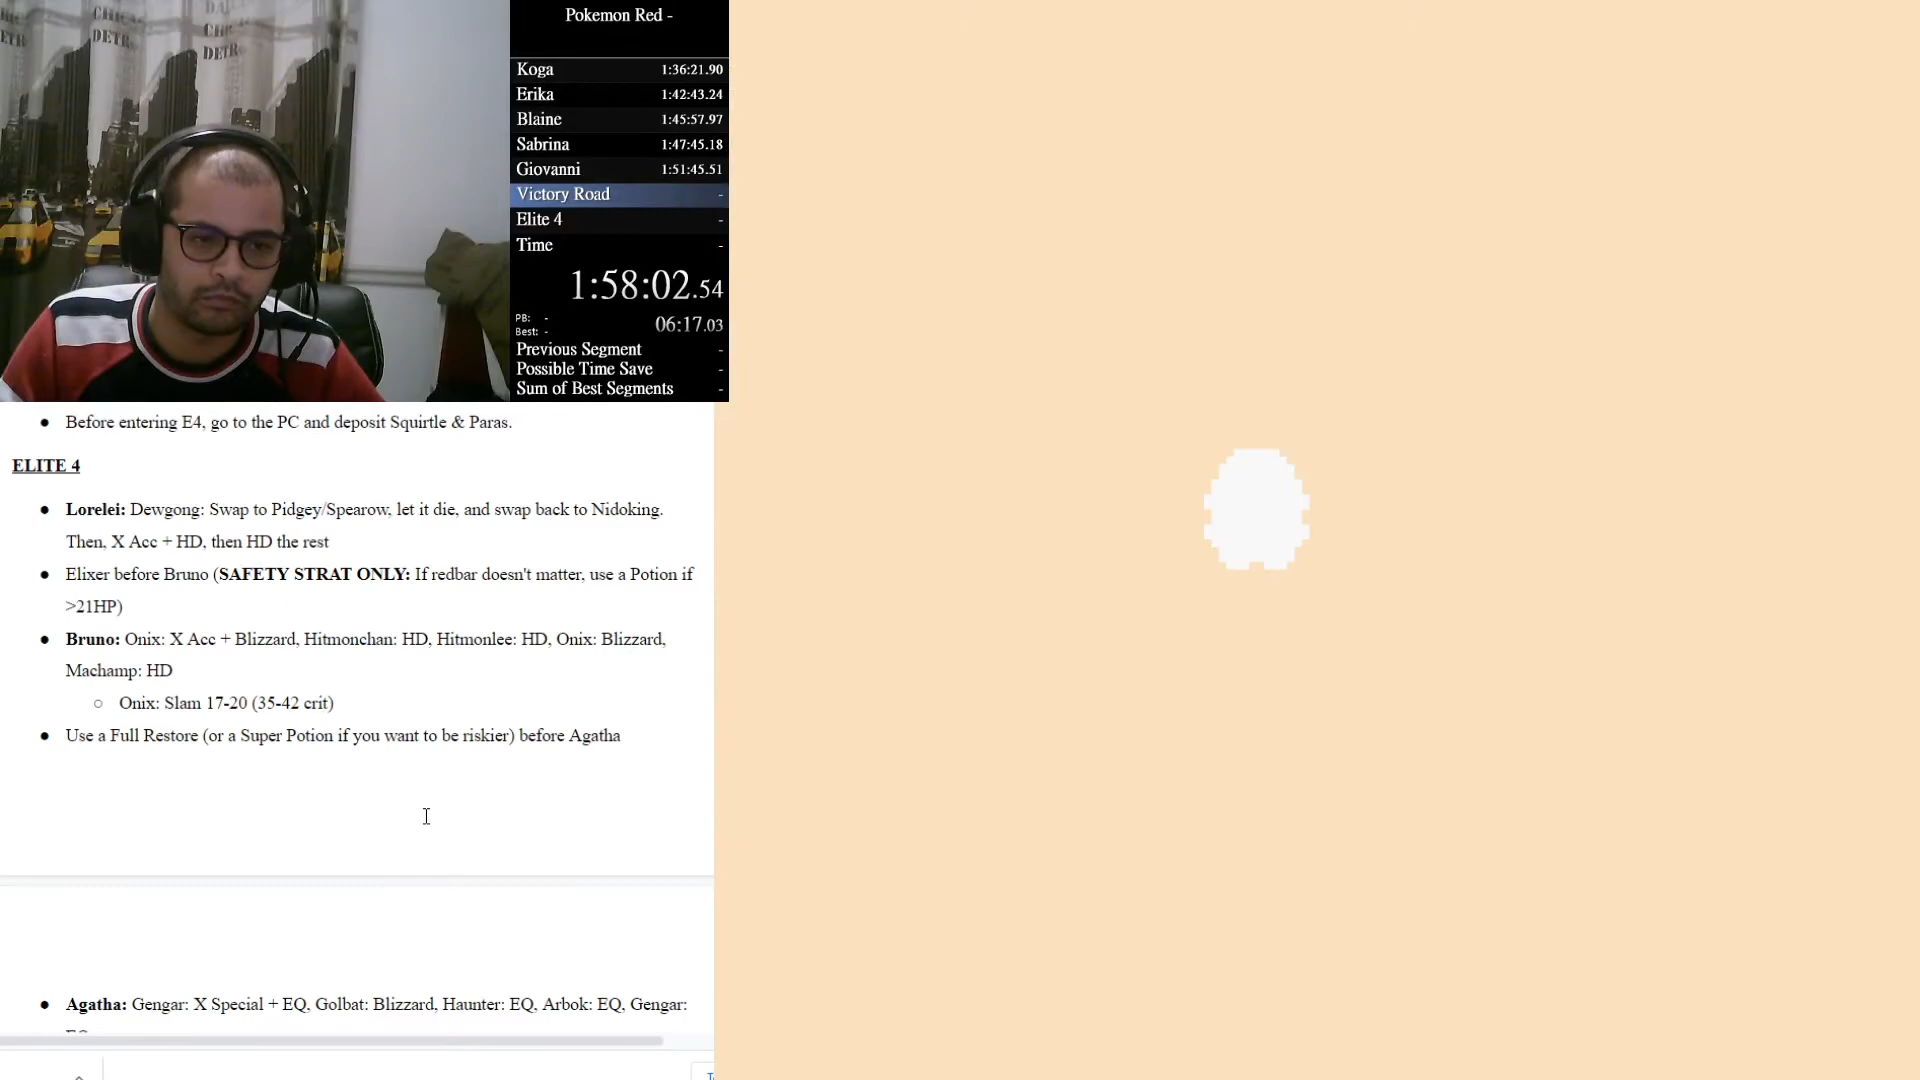 CHIC
DETR
DA
CHIC
DETR
Pokemon Red -
Koga 1:36:21.90
Erika 1:42:43.24
Blaine 1:45:57.97
Sabrina 1:47:45.18
Giovanni 1:51:45.51
Victory Road -
Elite 4 -
Time -
1:58:02.54
PB: -
Best: -
06:17.03
Previous Segment -
Possible Time Save -
Sum of Best Segments -
● Before entering E4, go to the PC and deposit Squirtle & Paras.
ELITE 4
● Lorelei: Dewgong: Swap to Pidgey/Spearow, let it die, and swap back to Nidoking.
Then, X Acc + HD, then HD the rest
● Elixer before Bruno (SAFETY STRAT ONLY: If redbar doesn't matter, use a Potion if
>21HP)
● Bruno: Onix: X Acc + Blizzard, Hitmonchan: HD, Hitmonlee: HD, Onix: Blizzard,
Machamp: HD
○ Onix: Slam 17-20 (35-42 crit)
● Use a Full Restore (or a Super Potion if you want to be riskier) before Agatha
● Agatha: Gengar: X Special + EQ, Golbat: Blizzard, Haunter: EQ, Arbok: EQ, Gengar:
EQ